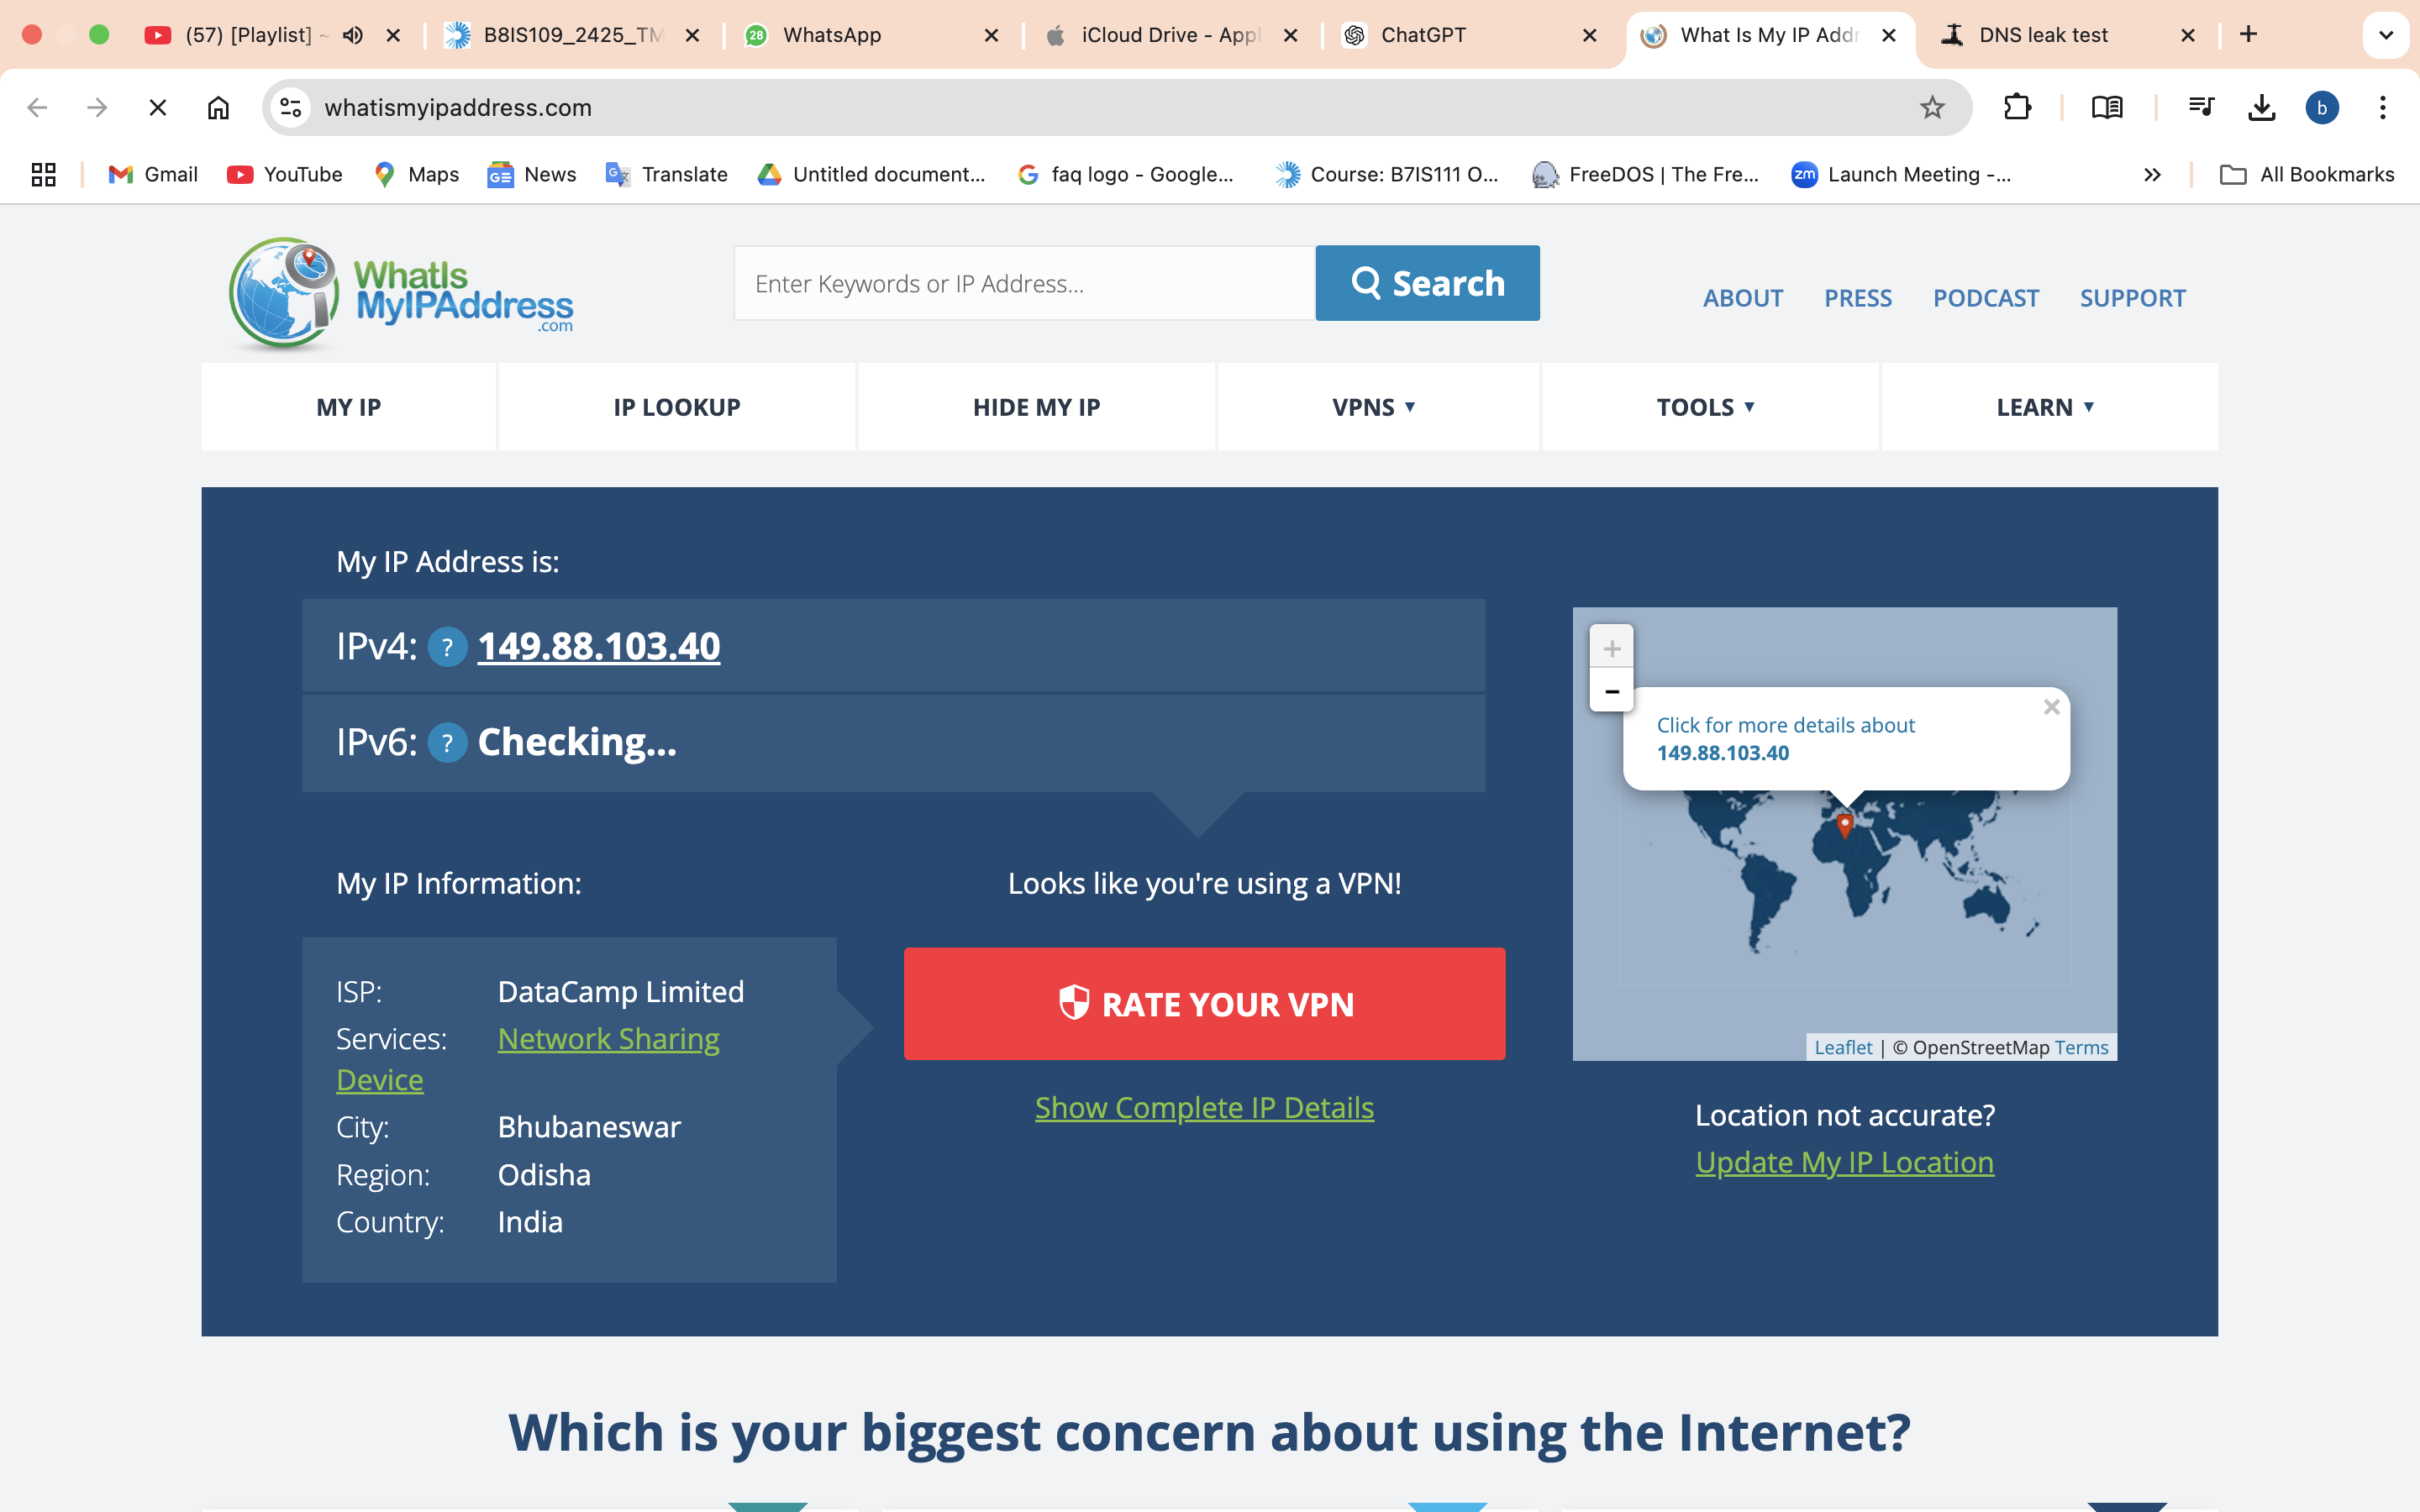 (57) [Playlist] ~
B8IS109_2425_TM
28
WhatsApp
iCloud Drive - Appl
ChatGPT
What Is My IP Addr
DNS leak test
whatismyipaddress.com
b
Gmail
YouTube
Maps
GE
News
G
Translate
Untitled document...
G
faq logo - Google...
Course: B7IS111 O...
FreeDOS | The Fre...
zm
Launch Meeting -...
All Bookmarks
WhatIs
MyIPAddress
.com
Enter Keywords or IP Address...
Search
ABOUT
PRESS
PODCAST
SUPPORT
MY IP
IP LOOKUP
HIDE MY IP
VPNS ▼
TOOLS ▼
LEARN ▼
My IP Address is:
IPv4: ? 149.88.103.40
IPv6: ? Checking...
+
−
Click for more details about
149.88.103.40
×
Leaflet | © OpenStreetMap Terms
My IP Information:
Looks like you're using a VPN!
ISP: DataCamp Limited
Services: Network Sharing
Device
City: Bhubaneswar
Region: Odisha
Country: India
RATE YOUR VPN
Show Complete IP Details
Location not accurate?
Update My IP Location
Which is your biggest concern about using the Internet?